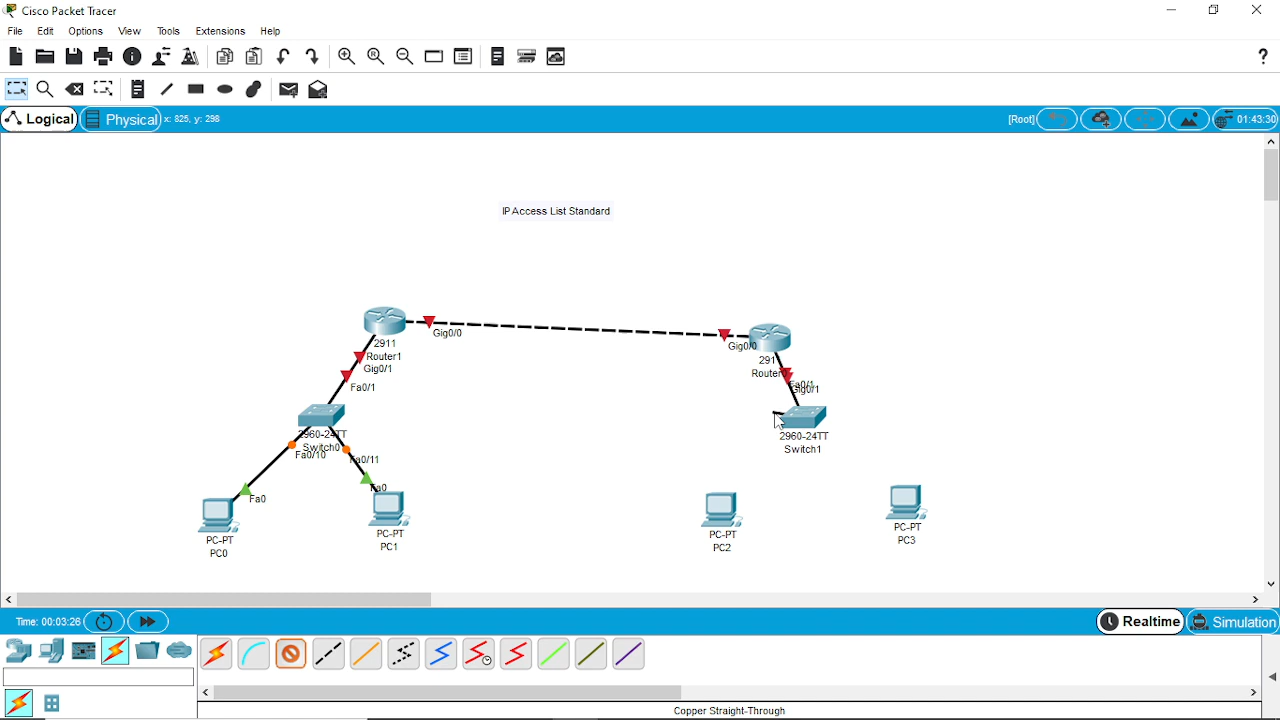 Cisco Packet Tracer
File Edit Options View Tools Extensions Help
Logical Physical x: 825, y: 298 [Root] 01:43:30
IP Access List Standard
Gig0/0
Gig0/0
2911
Router1
Gig0/1
Fa0/1
291
Router
Fa0/1
Gig0/1
2960-24TT
Switch0
Fa0/10
Fa0/11
2960-24TT
Switch1
Fa0
Fa0
PC-PT
PC0
PC-PT
PC1
PC-PT
PC2
PC-PT
PC3
Time: 00:03:26 Realtime Simulation
Copper Straight-Through